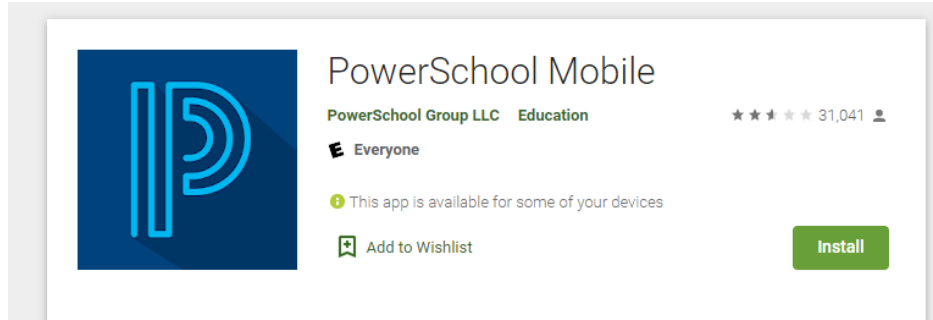 PowerSchool Mobile
PowerSchool Group LLC Education 31,041
E Everyone
This app is available for some of your devices
Add to Wishlist
Install